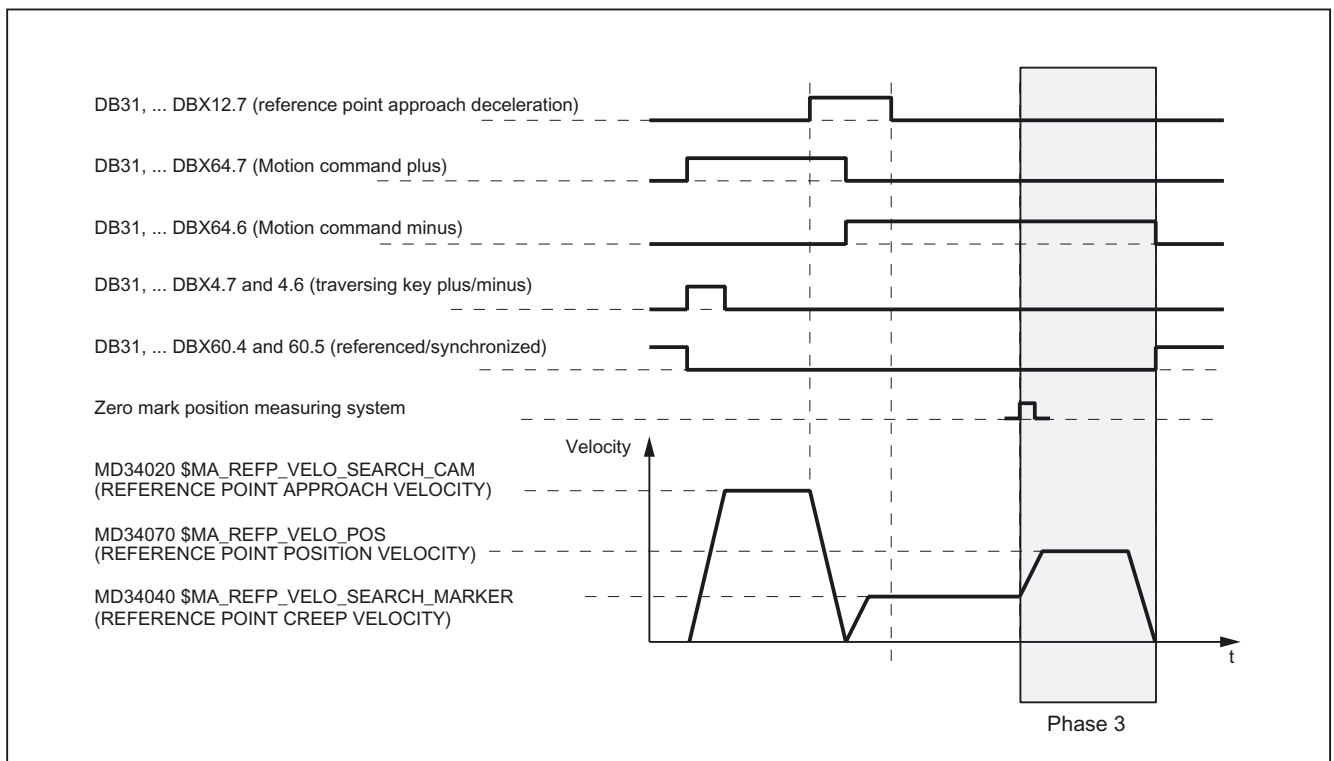 DB31, ... DBX12.7 (reference point approach deceleration)
DB31, ... DBX64.7 (Motion command plus)
DB31, ... DBX64.6 (Motion command minus)
DB31, ... DBX4.7 and 4.6 (traversing key plus/minus)
DB31, ... DBX60.4 and 60.5 (referenced/synchronized)
Zero mark position measuring system
Velocity
MD34020 $MA_REFP_VELO_SEARCH_CAM
(REFERENCE POINT APPROACH VELOCITY)
MD34070 $MA_REFP_VELO_POS
(REFERENCE POINT POSITION VELOCITY)
MD34040 $MA_REFP_VELO_SEARCH_MARKER
(REFERENCE POINT CREEP VELOCITY)
t
Phase 3